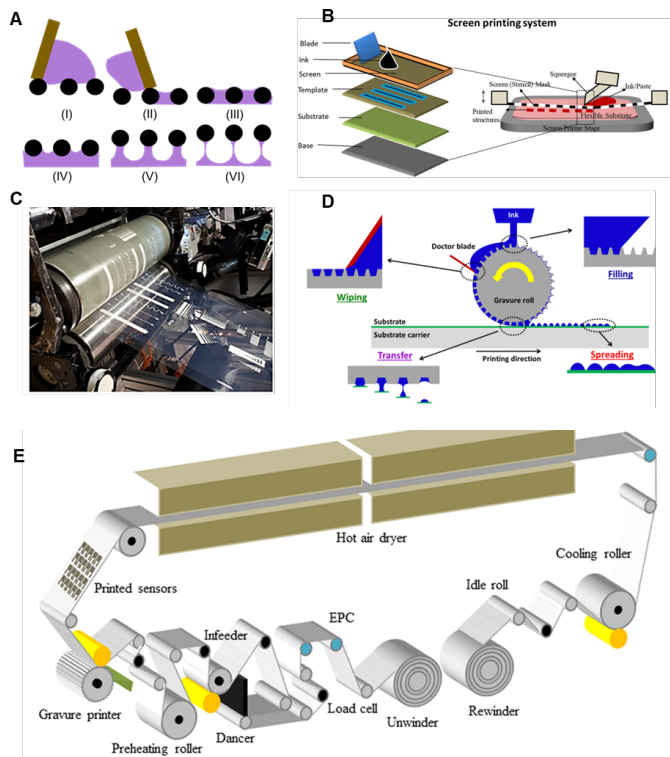 A
(I)
(II)
(III)
(IV)
(V)
(VI)
B
Screen printing system
Blade
Ink
Screen
Template
Substrate
Base
Squeegee
Ink/Paste
Screen (Stencil) Mask
Printed
structures
Flexible Substrate
Screen Printer Stage
C
D
Ink
Doctor blade
Gravure roll
Wiping
Filling
Substrate
Substrate carrier
Transfer
Printing direction
Spreading
E
Hot air dryer
Printed sensors
Cooling roller
Idle roll
EPC
Infeeder
Load cell
Gravure printer
Unwinder
Rewinder
Dancer
Preheating roller